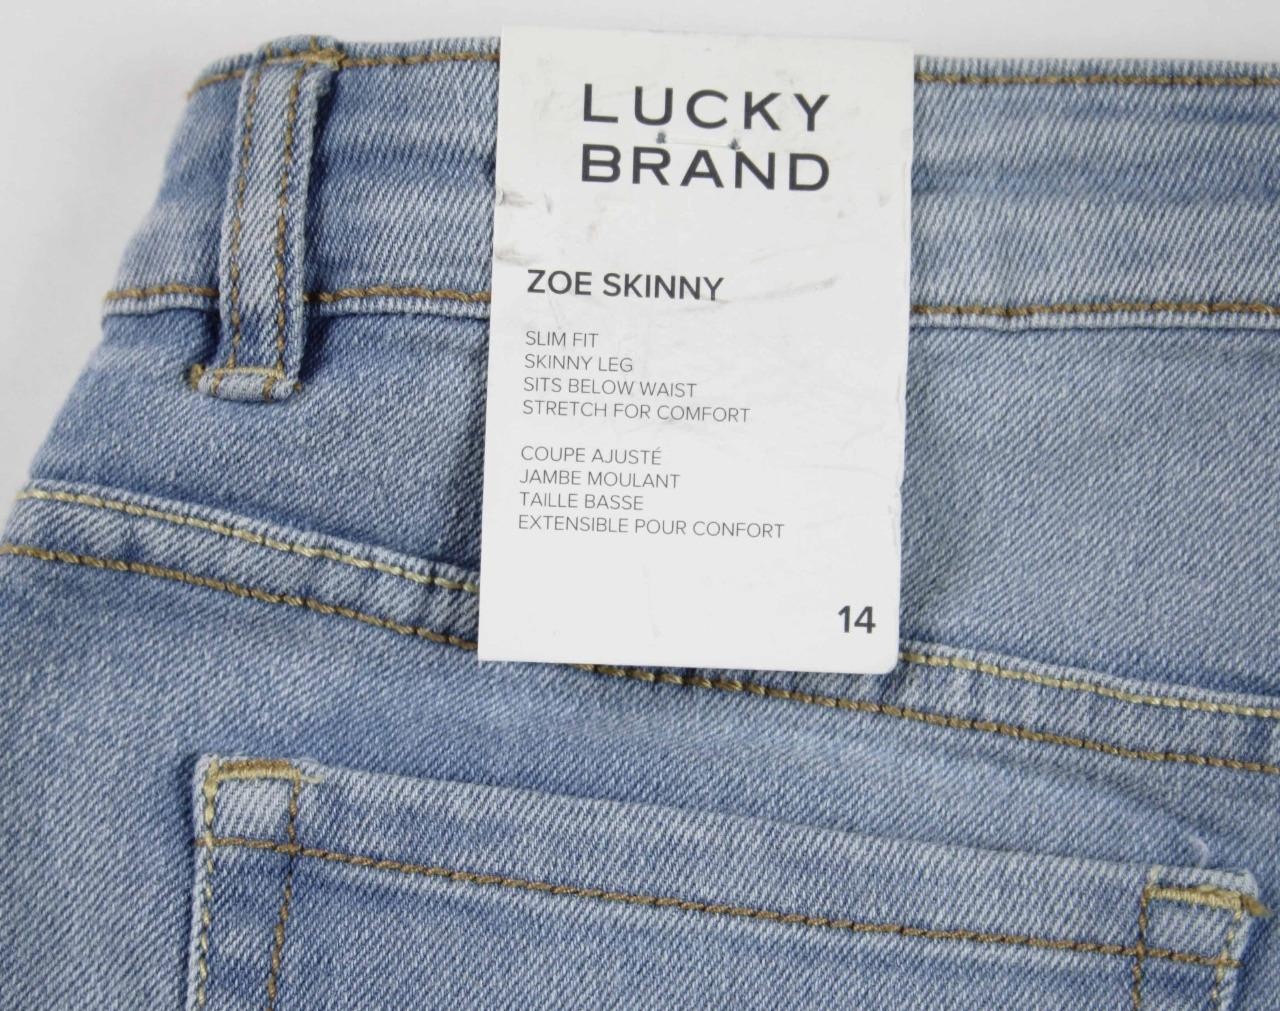 LUCKY
BRAND
ZOE SKINNY
SLIM FIT
SKINNY LEG
SITS BELOW WAIST
STRETCH FOR COMFORT
COUPE AJUSTÉ
JAMBE MOULANT
TAILLE BASSE
EXTENSIBLE POUR CONFORT
14